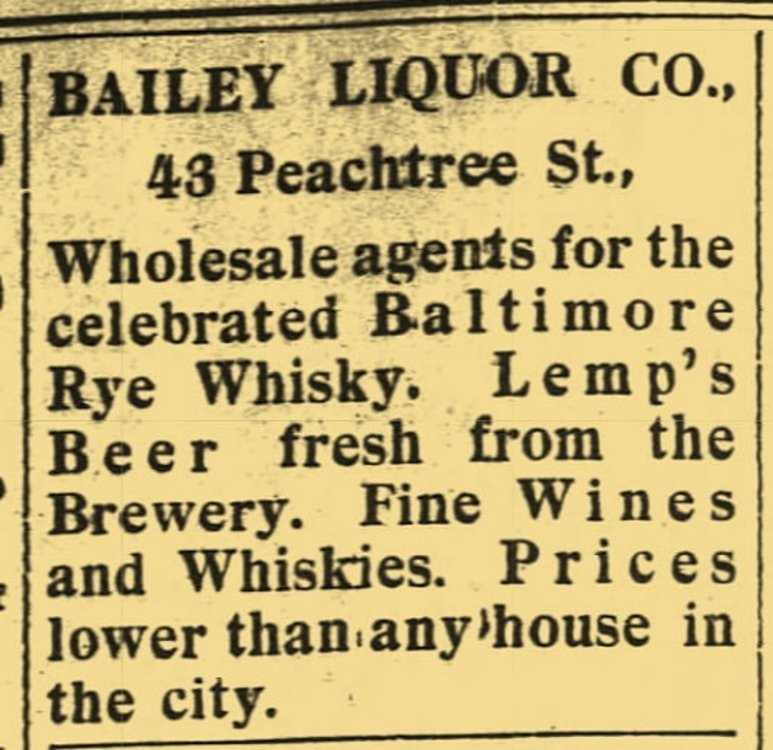 BAILEY LIQUOR CO.,
43 Peachtree St.,
Wholesale agents for the
celebrated Baltimore
Rye Whisky. Lemp's
Beer fresh from the
Brewery. Fine Wines
and Whiskies. Prices
lower than any house in
the city.